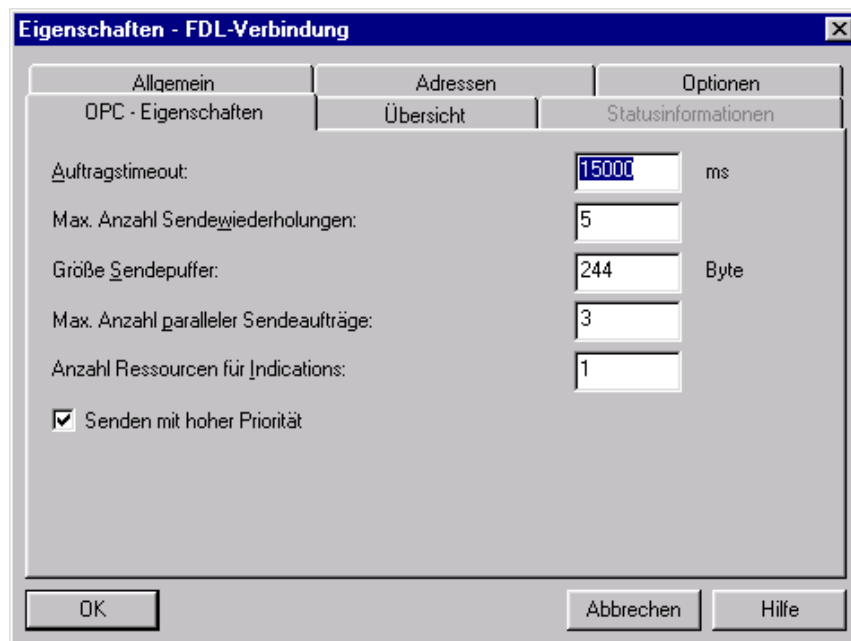 Eigenschaften - FDL-Verbindung
Allgemein Adressen Optionen
OPC - Eigenschaften Übersicht Statusinformationen
Auftragstimeout: 15000 ms
Max. Anzahl Sendewiederholungen: 5
Größe Sendepuffer: 244 Byte
Max. Anzahl paralleler Sendeaufträge: 3
Anzahl Ressourcen für Indications: 1
Senden mit hoher Priorität
OK Abbrechen Hilfe